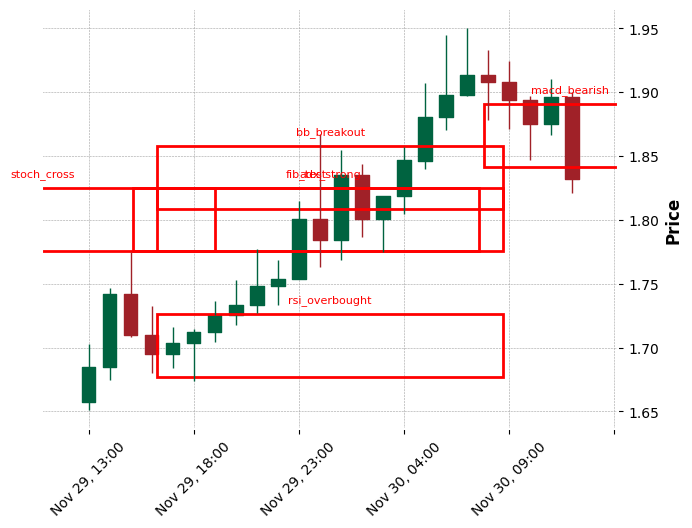 1.95
1.90
1.85
1.80
1.75
1.70
1.65
Price
macd_bearish
bb_breakout
stoch_cross
rsi_overbought
Nov 29, 13:00
Nov 29, 18:00
Nov 29, 23:00
Nov 30, 04:00
Nov 30, 09:00